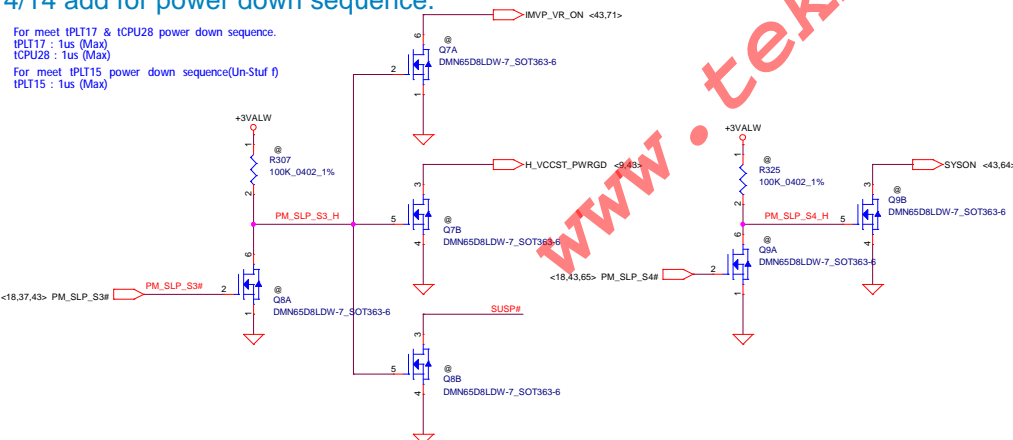 4/14 add for power down sequence.
For meet tPLT17 & tCPU28 power down sequence.
tPLT17 : 1us (Max)
tCPU28 : 1us (Max)
For meet tPLT15 power down sequence(Un-Stuff)
tPLT15 : 1us (Max)
IMVP_VR_ON <43,71>
6
@
Q7A
DMN65D8LDW-7_SOT363-6
2
1
+3VALW
1
@
R307
100K_0402_1%
2
PM_SLP_S3_H
H_VCCST_PWRGD <9,43>
3
@
Q7B
DMN65D8LDW-7_SOT363-6
5
4
+3VALW
1
@
R325
100K_0402_1%
2
PM_SLP_S4_H
SYSON <43,64>
3
@
Q9B
DMN65D8LDW-7_SOT363-6
5
4
6
@
Q9A
DMN65D8LDW-7_SOT363-6
<18,43,65> PM_SLP_S4#
2
1
<18,37,43> PM_SLP_S3#
PM_SLP_S3#
2
6
@
Q8A
DMN65D8LDW-7_SOT363-6
1
SUSP#
3
@
Q8B
DMN65D8LDW-7_SOT363-6
5
4
www.tek